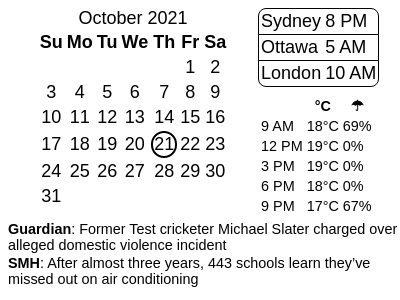 October 2021
Su Mo Tu We Th Fr Sa
1 2
3 4 5 6 7 8 9
10 11 12 13 14 15 16
17 18 19 20 21 22 23
24 25 26 27 28 29 30
31
Sydney 8 PM
Ottawa 5 AM
London 10 AM
°C ☂
9 AM 18°C 69%
12 PM 19°C 0%
3 PM 19°C 0%
6 PM 18°C 0%
9 PM 17°C 67%
Guardian: Former Test cricketer Michael Slater charged over
alleged domestic violence incident
SMH: After almost three years, 443 schools learn they've
missed out on air conditioning